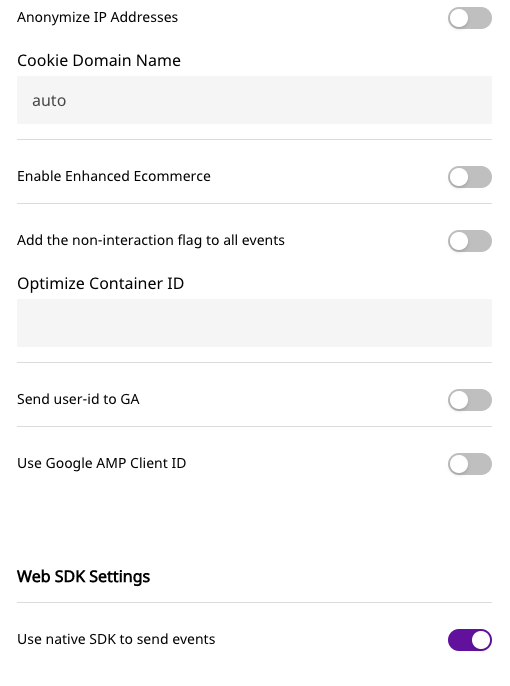 Anonymize IP Addresses
Cookie Domain Name
auto
Enable Enhanced Ecommerce
Add the non-interaction flag to all events
Optimize Container ID
Send user-id to GA
Use Google AMP Client ID
Web SDK Settings
Use native SDK to send events